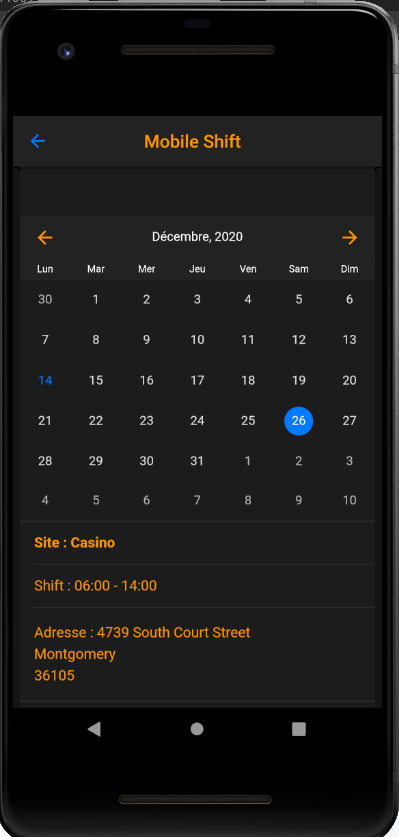 Mobile Shift
Décembre, 2020
Lun Mar Mer Jeu Ven Sam Dim
30 1 2 3 4 5 6
7 8 9 10 11 12 13
14 15 16 17 18 19 20
21 22 23 24 25 26 27
28 29 30 31 1 2 3
4 5 6 7 8 9 10
Site : Casino
Shift : 06:00 - 14:00
Adresse : 4739 South Court Street
Montgomery
36105